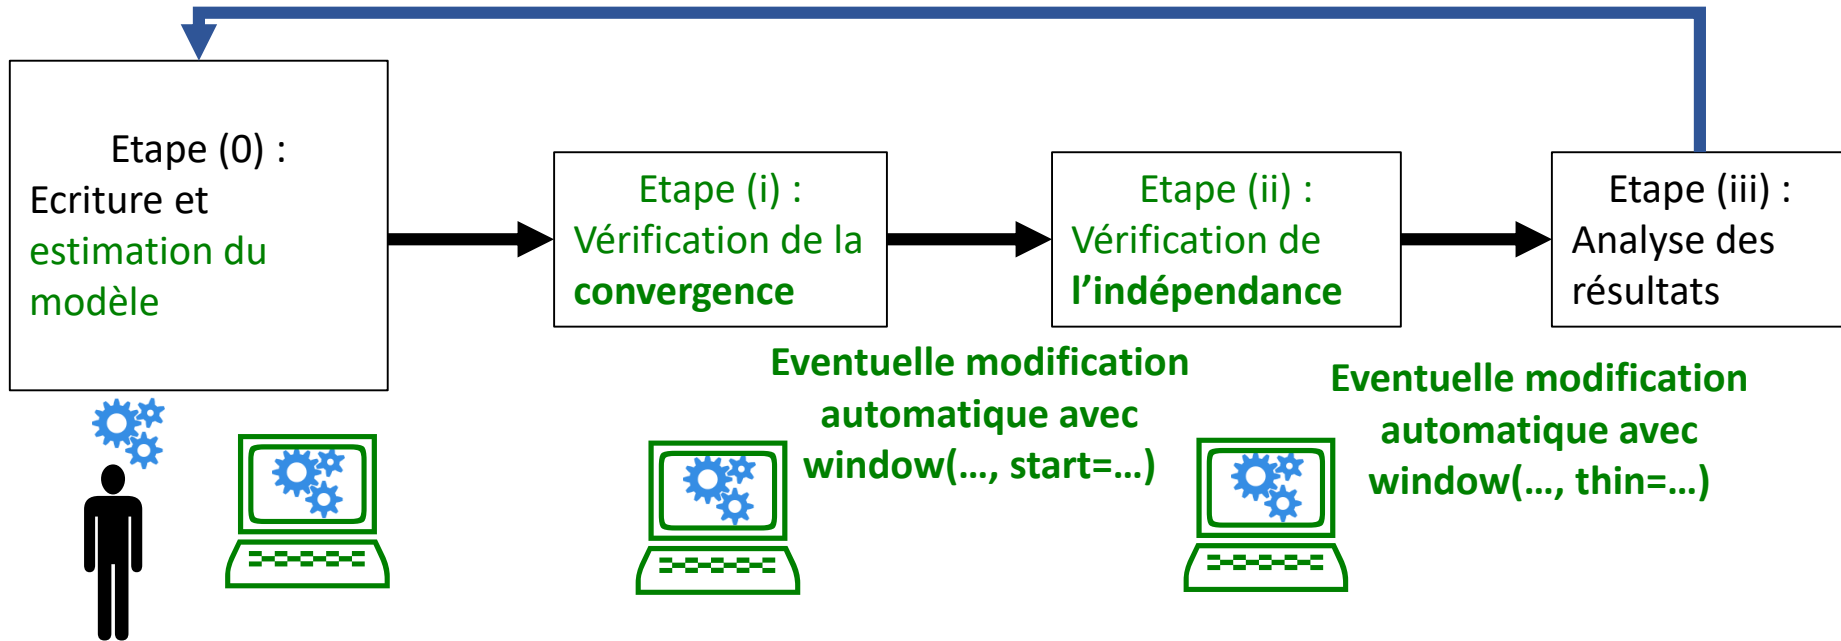 Etape (0) :
Ecriture et
estimation du
modèle
Etape (i) :
Vérification de la
convergence
Etape (ii) :
Vérification de
l’indépendance
Etape (iii) :
Analyse des
résultats
Eventuelle modification
automatique avec
window(…, start=…)
Eventuelle modification
automatique avec
window(…, thin=…)